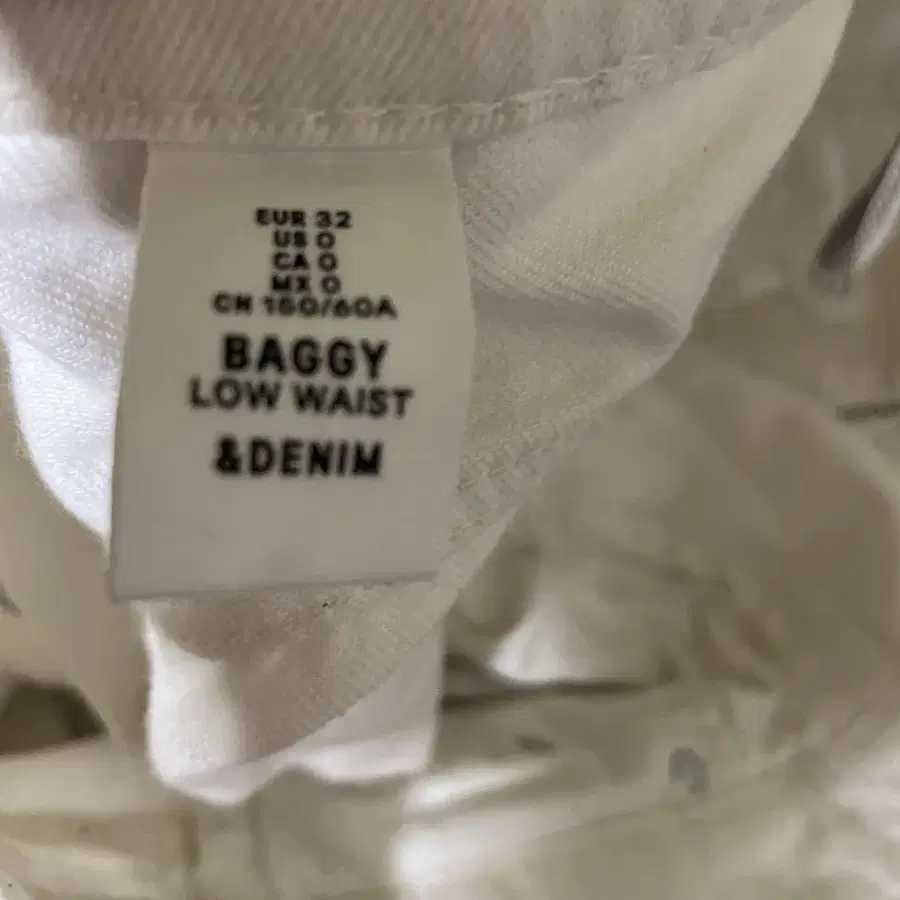 EUR 32
US 0
CA 0
MX 0
CN 150/60A
BAGGY
LOW WAIST
&DENIM